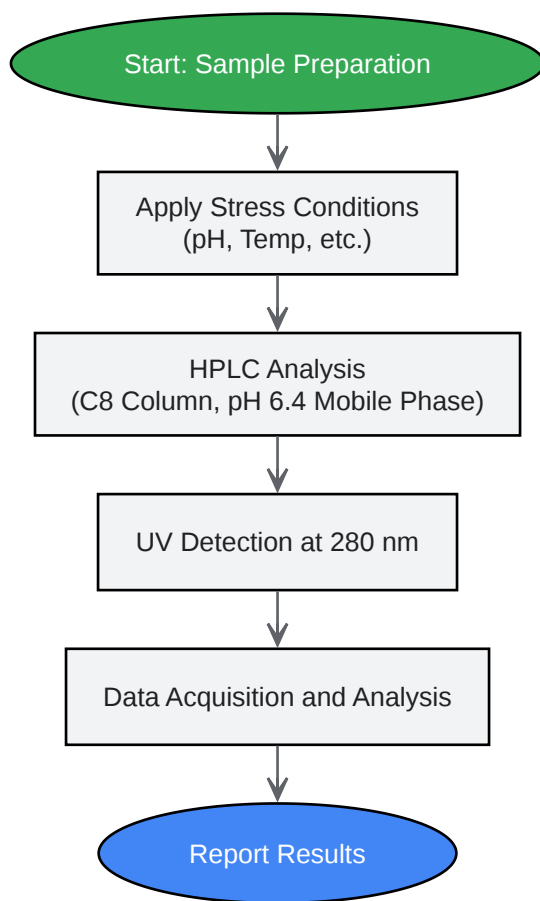 Start: Sample Preparation
Apply Stress Conditions
(pH, Temp, etc.)
HPLC Analysis
(C8 Column, pH 6.4 Mobile Phase)
UV Detection at 280 nm
Data Acquisition and Analysis
Report Results